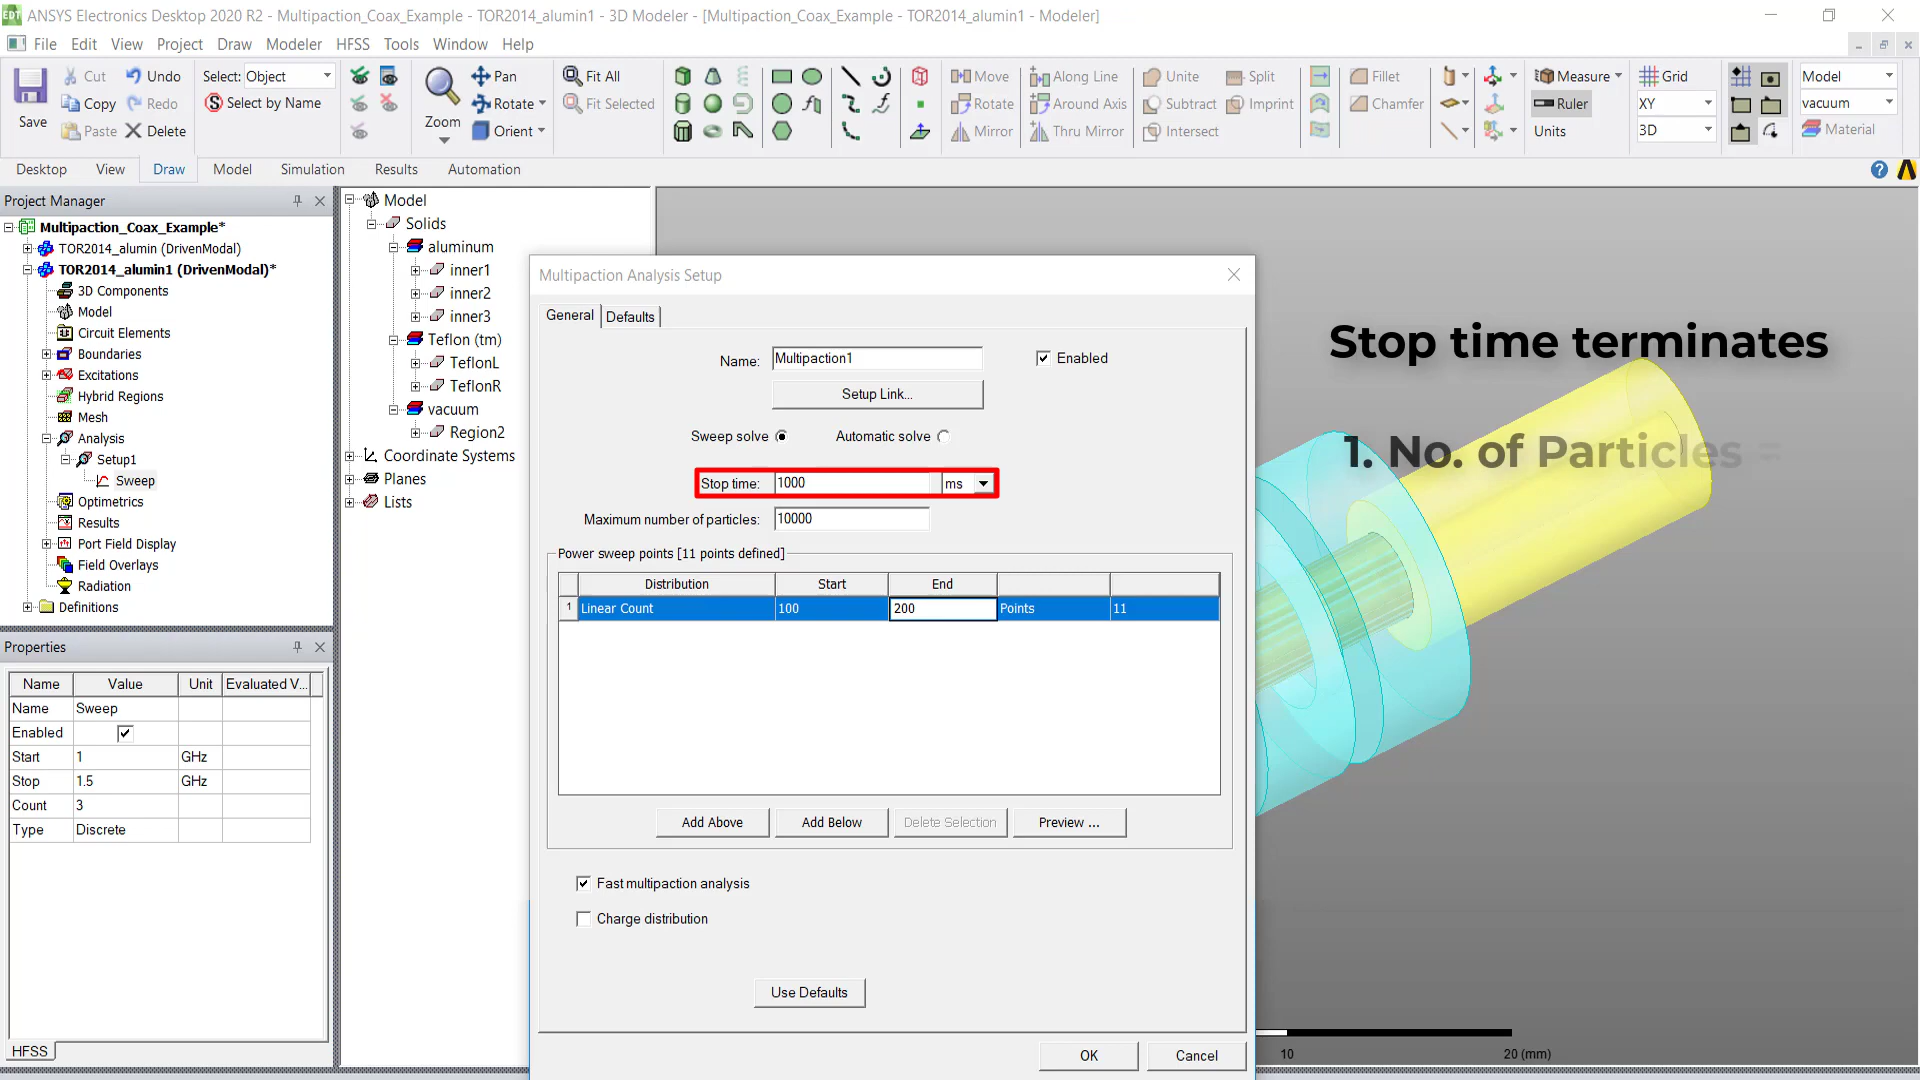 ANSYS Electronics Desktop 2020 R2 - Multipaction_Coax_Example - TOR2014_alumin1 - 3D Modeler - [Multipaction_Coax_Example - TOR2014_alumin1 - Modeler]
File Edit View Project Draw Modeler HFSS Tools Window Help
Save
Cut
Copy
Paste
Undo
Redo
Delete
Select: Object
Select by Name
Zoom
Pan
Rotate
Orient
Fit All
Fit Selected
Move
Rotate
Mirror
Along Line
Around Axis
Thru Mirror
Unite
Subtract
Intersect
Split
Imprint
Fillet
Chamfer
Measure
Ruler
Units
Grid
XY
3D
Model
vacuum
Material
Desktop View Draw Model Simulation Results Automation
Project Manager
Multipaction_Coax_Example*
TOR2014_alumin (DrivenModal)
TOR2014_alumin1 (DrivenModal)*
3D Components
Model
Circuit Elements
Boundaries
Excitations
Hybrid Regions
Mesh
Analysis
Setup1
Sweep
Optimetrics
Results
Port Field Display
Field Overlays
Radiation
Definitions
Properties
Name Value Unit Evaluated V...
Name Sweep
Enabled
Start 1 GHz
Stop 1.5 GHz
Count 3
Type Discrete
HFSS
Model
Solids
aluminum
inner1
inner2
inner3
Teflon (tm)
TeflonL
TeflonR
vacuum
Region2
Coordinate Systems
Planes
Lists
Multipaction Analysis Setup
General Defaults
Name: Multipaction1 Enabled
Setup Link...
Sweep solve Automatic solve
Stop time: 1000 ms
Maximum number of particles: 10000
Power sweep points [11 points defined]
Distribution Start End
1 Linear Count 100 200 Points 11
Add Above Add Below Delete Selection Preview ...
Fast multipaction analysis
Charge distribution
Use Defaults
OK Cancel
Stop time terminates
1. No. of Particles =
10 20 (mm)